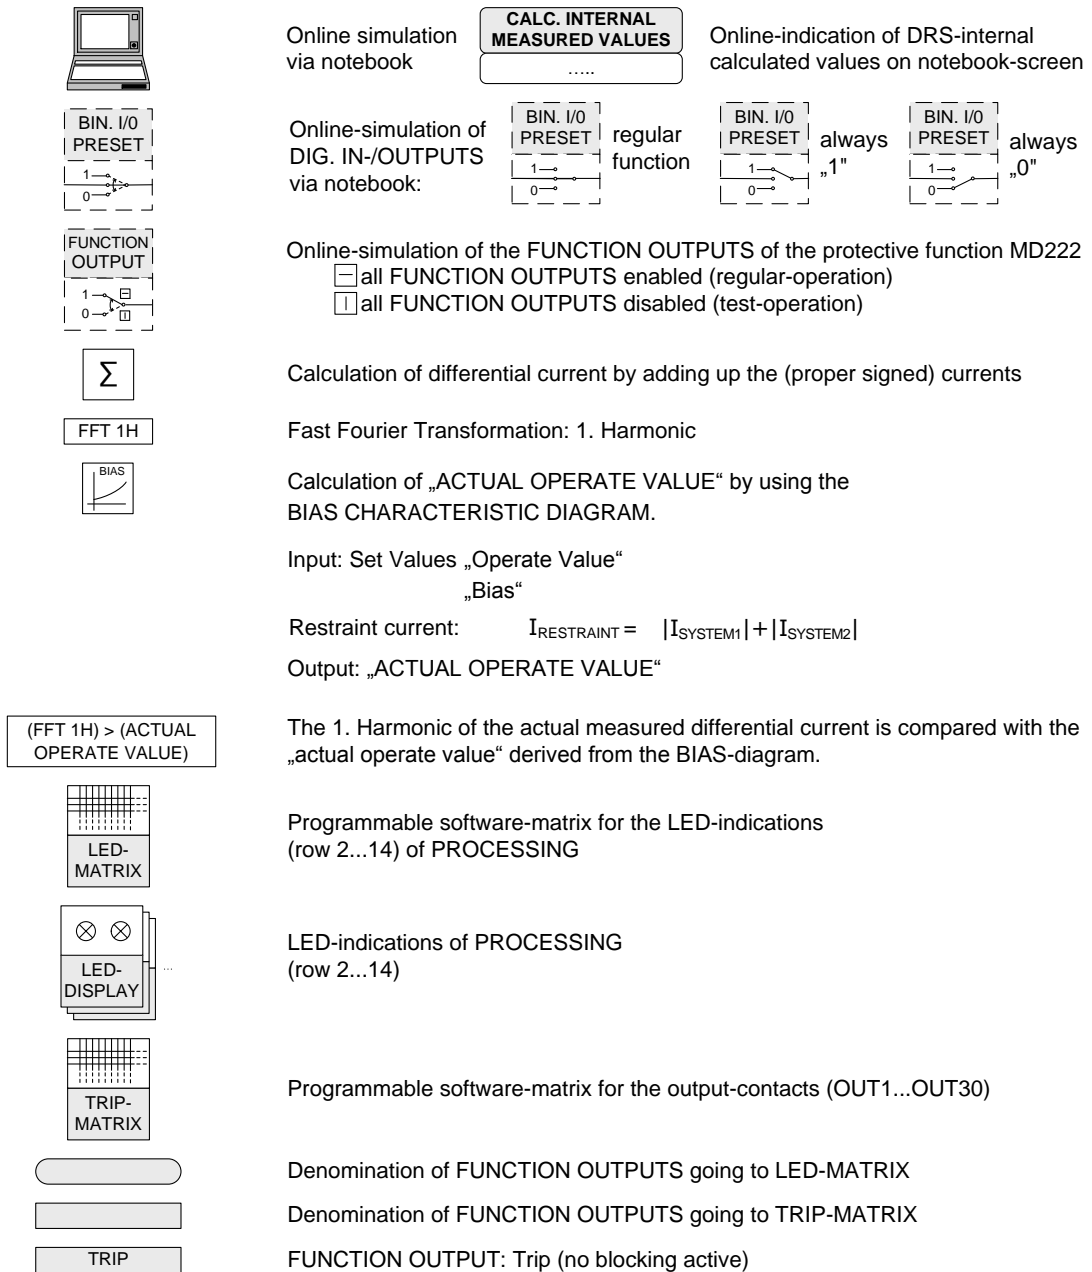 Online simulation
via notebook
CALC. INTERNAL
MEASURED VALUES
.....
Online-indication of DRS-internal
calculated values on notebook-screen
BIN. I/0
PRESET
1
0
Online-simulation of
DIG. IN-/OUTPUTS
via notebook:
BIN. I/0
PRESET
1
0
regular
function
BIN. I/0
PRESET
1
0
always
„1"
BIN. I/0
PRESET
1
0
always
„0"
FUNCTION
OUTPUT
1
0
Online-simulation of the FUNCTION OUTPUTS of the protective function MD222
all FUNCTION OUTPUTS enabled (regular-operation)
all FUNCTION OUTPUTS disabled (test-operation)
Σ
Calculation of differential current by adding up the (proper signed) currents
FFT 1H
Fast Fourier Transformation: 1. Harmonic
BIAS
Calculation of „ACTUAL OPERATE VALUE“ by using the
BIAS CHARACTERISTIC DIAGRAM.
Input: Set Values „Operate Value“
„Bias“
Restraint current: I_RESTRAINT = |I_SYSTEM1| + |I_SYSTEM2|
Output: „ACTUAL OPERATE VALUE“
(FFT 1H) > (ACTUAL
OPERATE VALUE)
The 1. Harmonic of the actual measured differential current is compared with the
„actual operate value“ derived from the BIAS-diagram.
LED-
MATRIX
Programmable software-matrix for the LED-indications
(row 2...14) of PROCESSING
LED-
DISPLAY
...
LED-indications of PROCESSING
(row 2...14)
TRIP-
MATRIX
Programmable software-matrix for the output-contacts (OUT1...OUT30)
Denomination of FUNCTION OUTPUTS going to LED-MATRIX
Denomination of FUNCTION OUTPUTS going to TRIP-MATRIX
TRIP
FUNCTION OUTPUT: Trip (no blocking active)